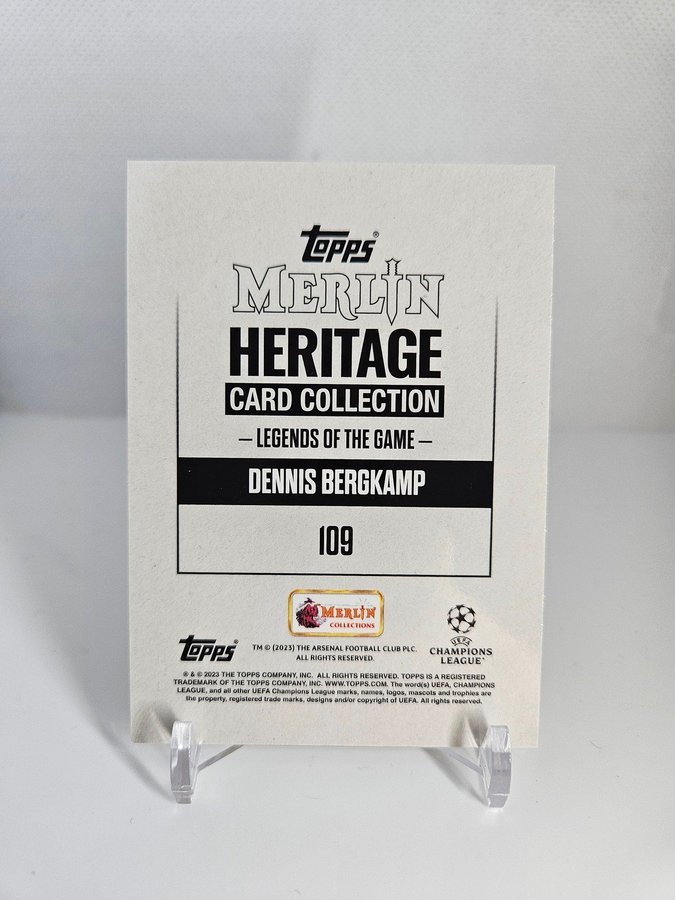 TOPPS®
MERLIN
HERITAGE
CARD COLLECTION
– LEGENDS OF THE GAME –
DENNIS BERGKAMP
109
MERLIN
COLLECTIONS
TOPPS®
TM © (2023) THE ARSENAL FOOTBALL CLUB PLC.
ALL RIGHTS RESERVED.
UEFA
CHAMPIONS
LEAGUE™
® & © 2023 THE TOPPS COMPANY, INC. ALL RIGHTS RESERVED. TOPPS IS A REGISTERED
TRADEMARK OF THE TOPPS COMPANY, INC. WWW.TOPPS.COM. The word(s) UEFA, CHAMPIONS
LEAGUE, and all other UEFA Champions League marks, names, logos, mascots and trophies are
the property, registered trade marks, designs and/or copyright of UEFA. All rights reserved.